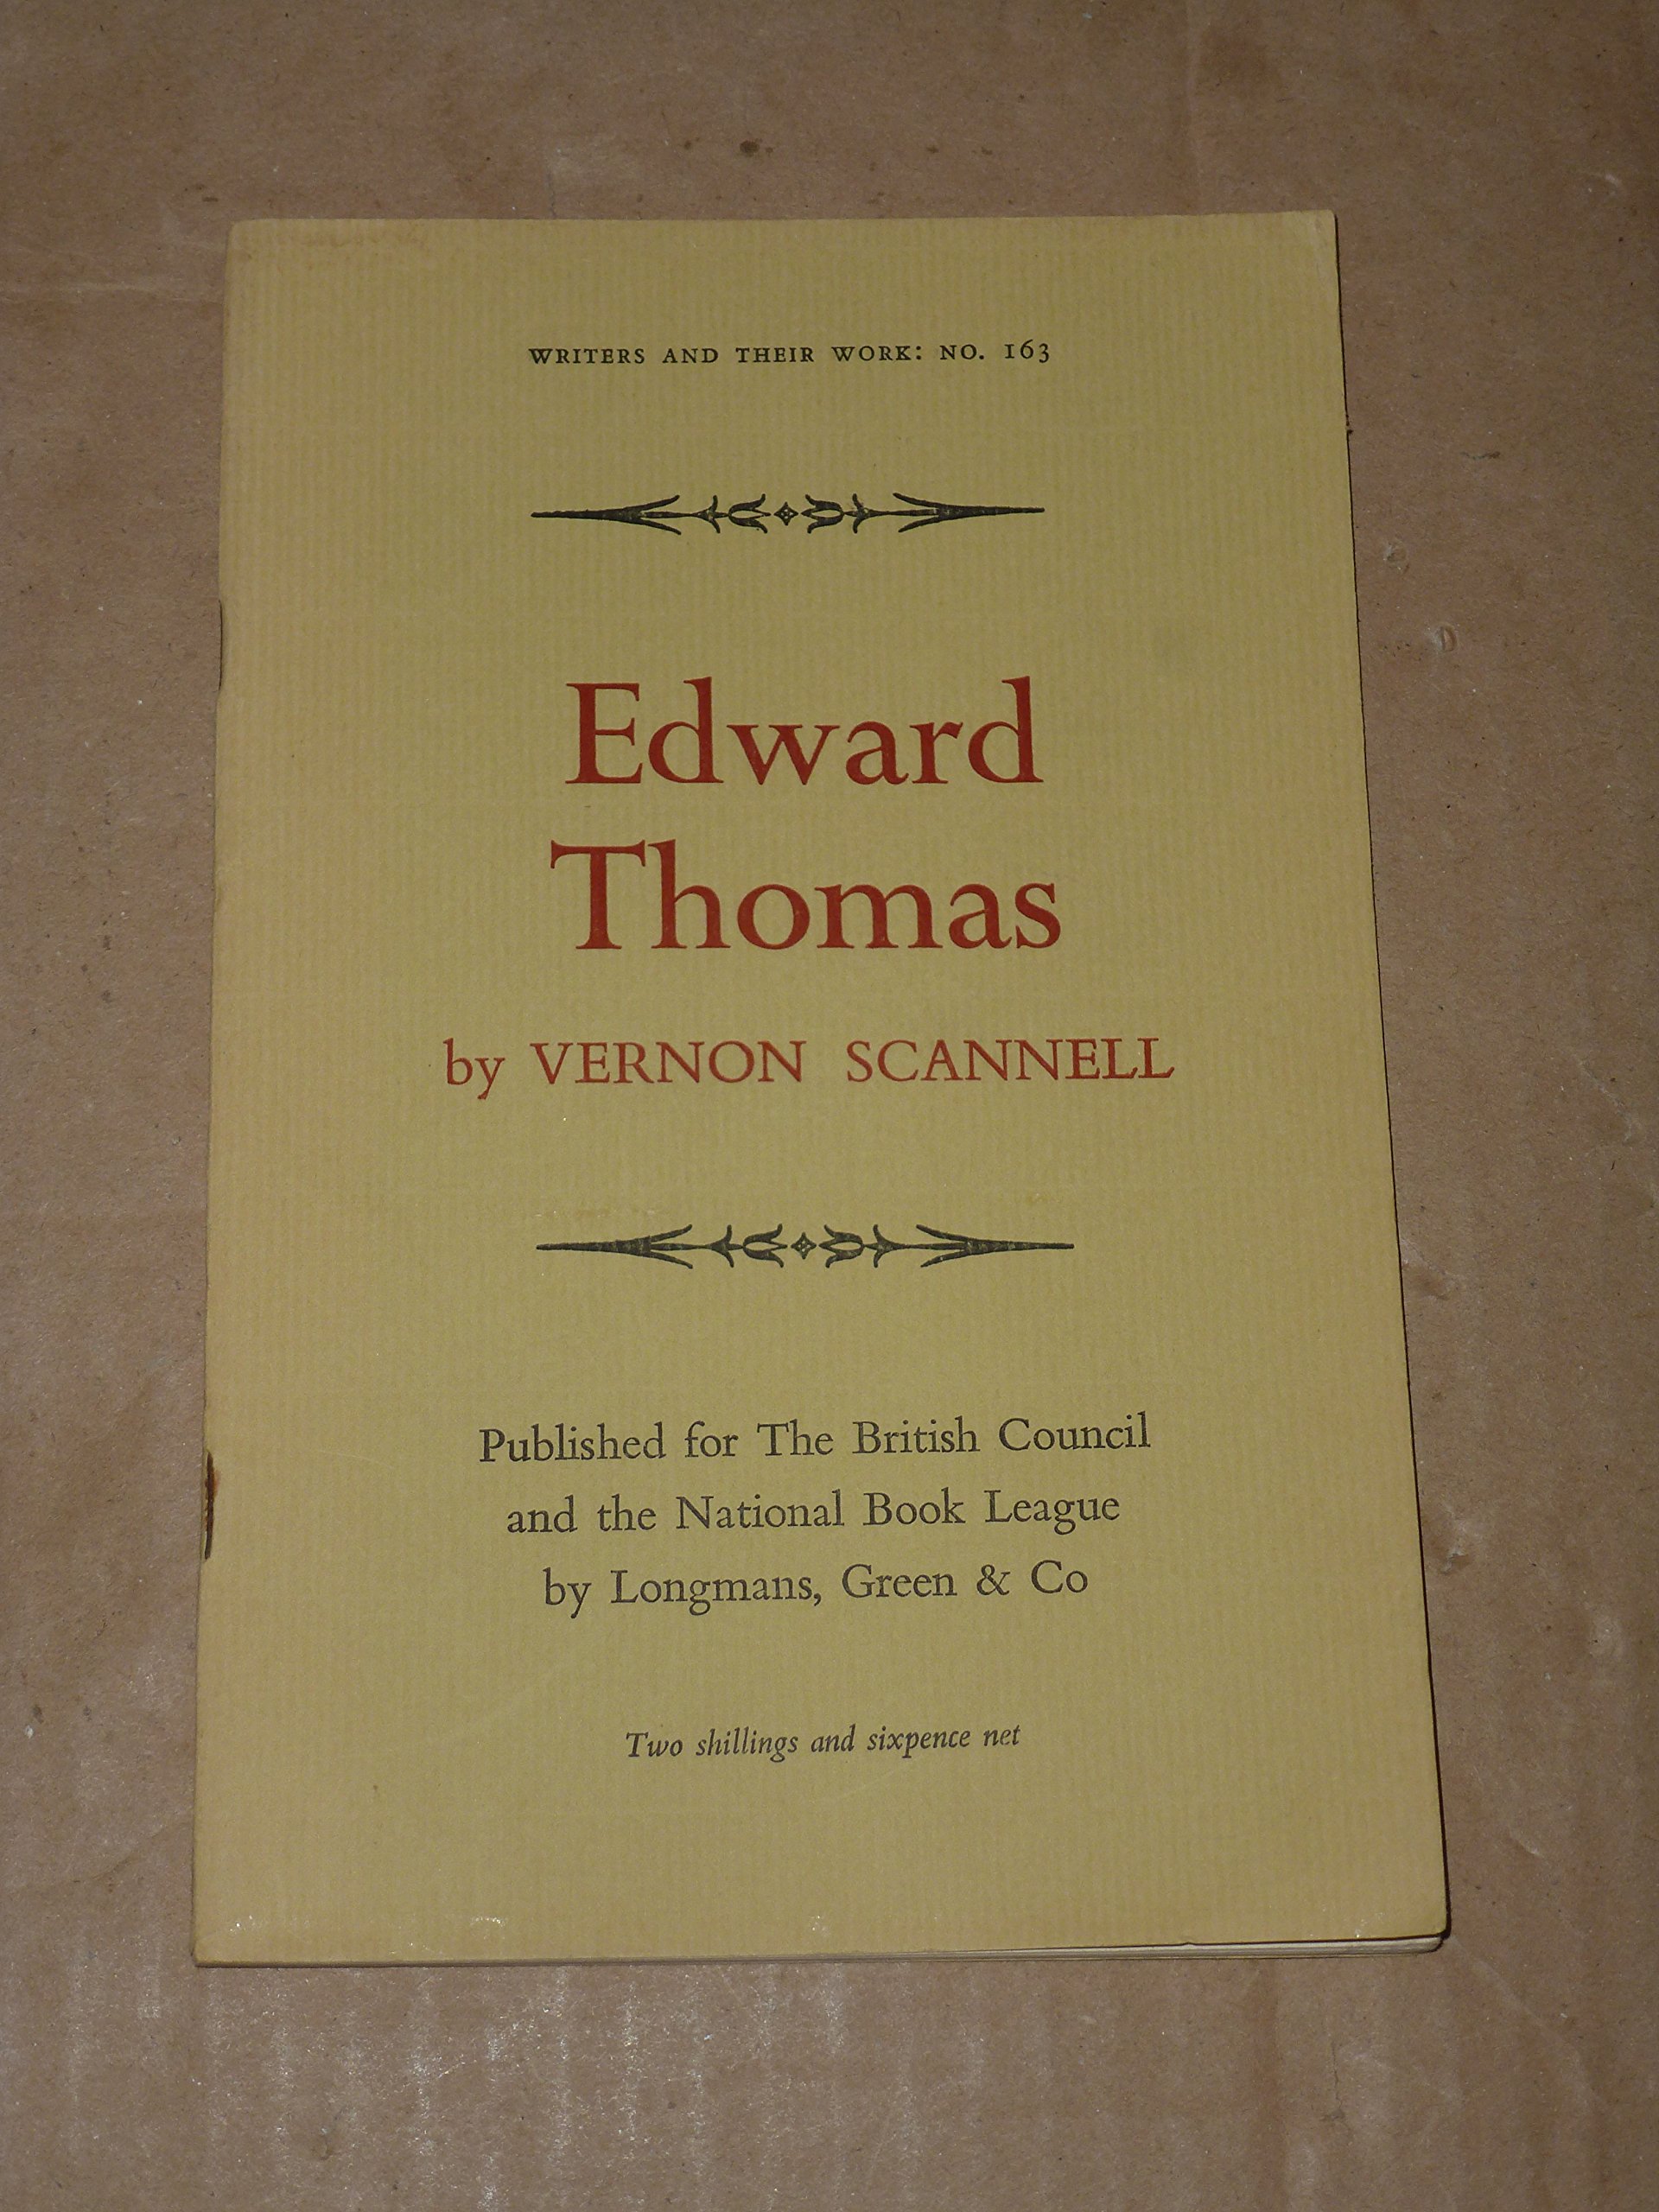 WRITERS AND THEIR WORK: NO. 163
Edward
Thomas
by VERNON SCANNELL
Published for The British Council
and the National Book League
by Longmans, Green & Co
Two shillings and sixpence net